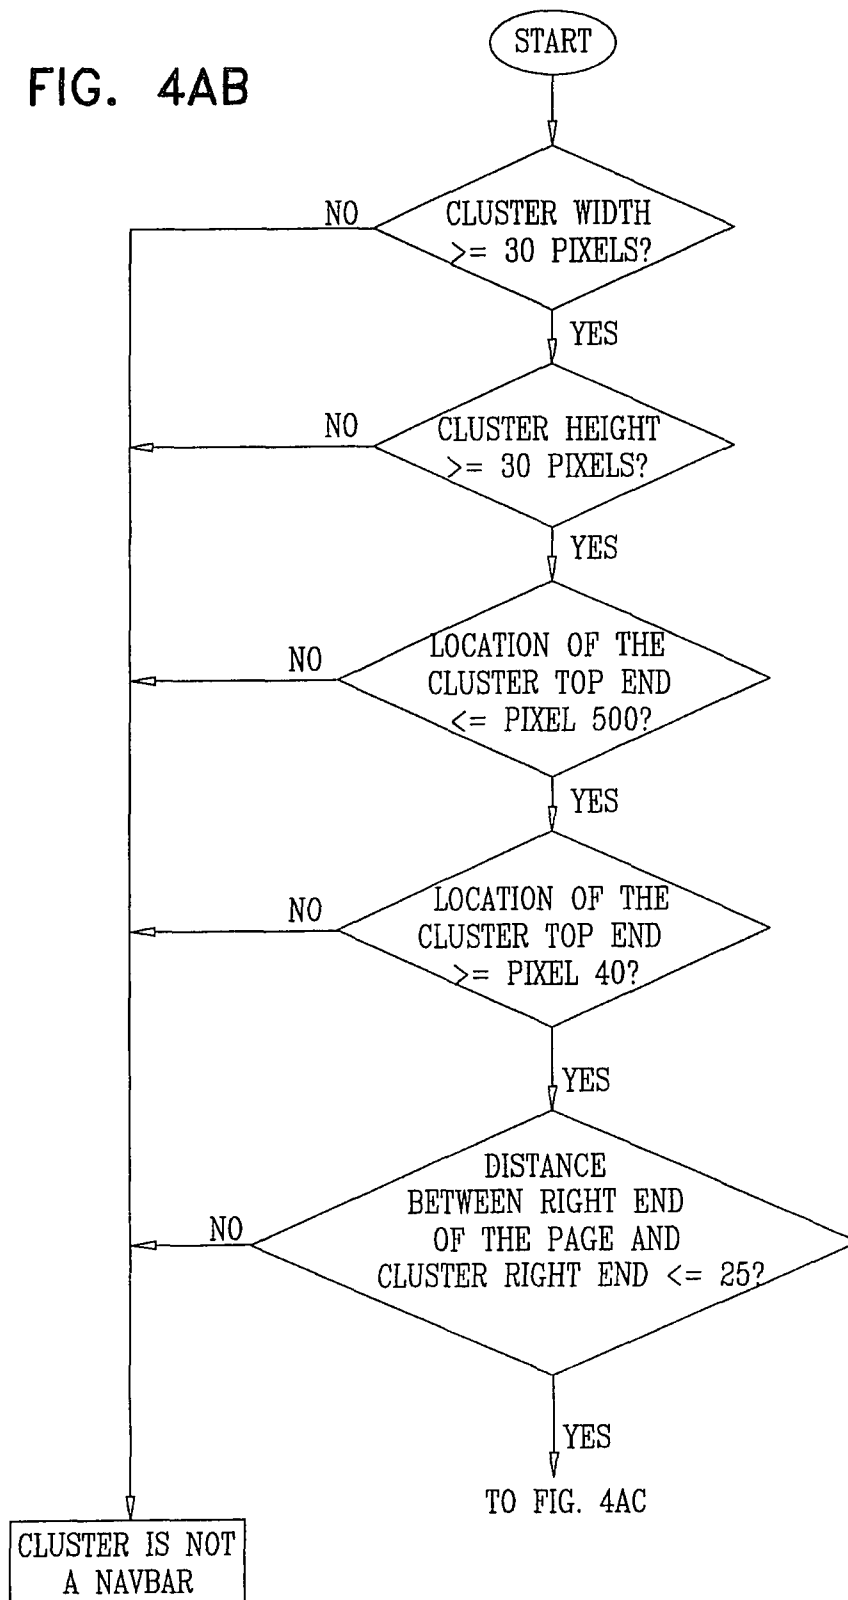 FIG. 4AB
START
CLUSTER WIDTH
>= 30 PIXELS?
NO
YES
CLUSTER HEIGHT
>= 30 PIXELS?
NO
YES
LOCATION OF THE
CLUSTER TOP END
<= PIXEL 500?
NO
YES
LOCATION OF THE
CLUSTER TOP END
>= PIXEL 40?
NO
YES
DISTANCE
BETWEEN RIGHT END
OF THE PAGE AND
CLUSTER RIGHT END <= 25?
NO
YES
TO FIG. 4AC
CLUSTER IS NOT
A NAVBAR